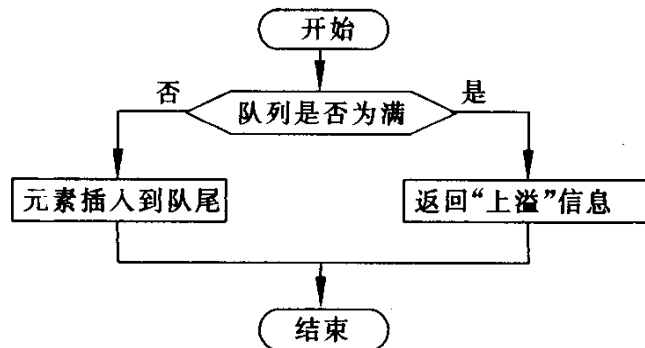 开始
否
队列是否为满
是
元素插入到队尾
返回“上溢”信息
结束